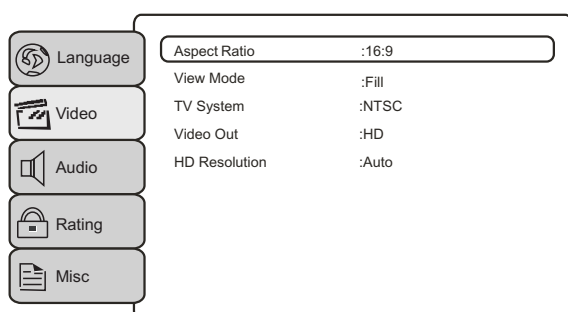 Language
Video
Audio
Rating
Misc
Aspect Ratio :16:9
View Mode :Fill
TV System :NTSC
Video Out :HD
HD Resolution :Auto